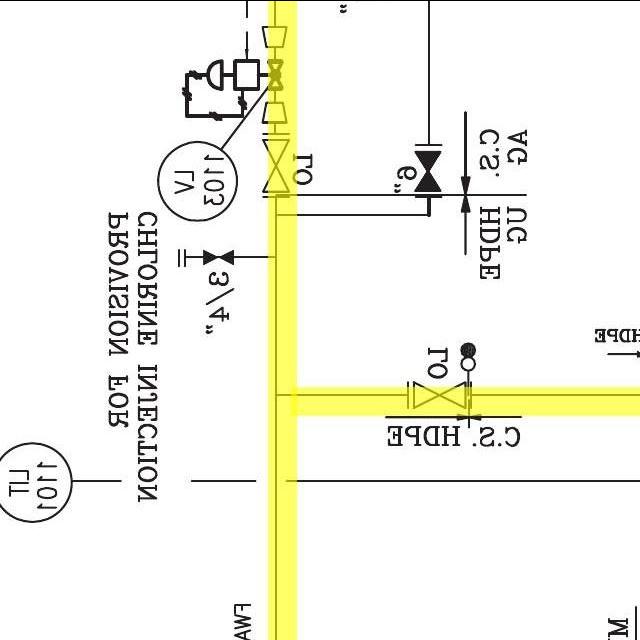 "
LO
1103
LV
6"
AG
C.S.
UG
HDPE
PROVISION FOR
CHLORINE INJECTION
3/4"
HDPE
LO
C.S. HDPE
1101
LIT
FWA
M